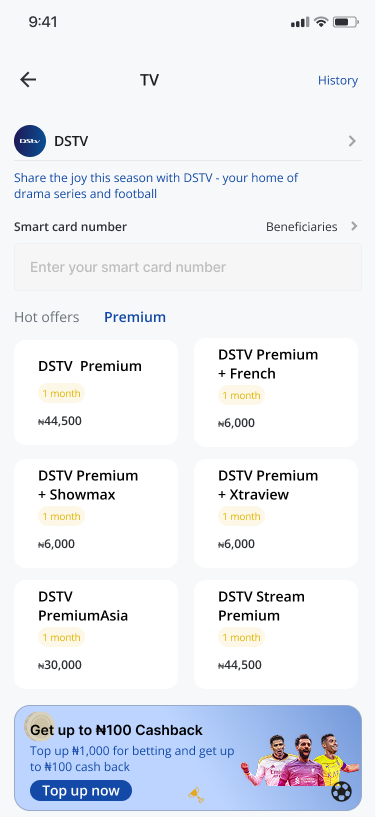 9:41
TV
History
DStv
DSTV
Share the joy this season with DSTV - your home of
drama series and football
Smart card number
Beneficiaries
Enter your smart card number
Hot offers
Premium
DSTV Premium
1 month
₦44,500
DSTV Premium
+ French
1 month
₦6,000
DSTV Premium
+ Showmax
1 month
₦6,000
DSTV Premium
+ Xtraview
1 month
₦6,000
DSTV
PremiumAsia
1 month
₦30,000
DSTV Stream
Premium
1 month
₦44,500
Get up to ₦100 Cashback
Top up ₦1,000 for betting and get up
to ₦100 cash back
Top up now